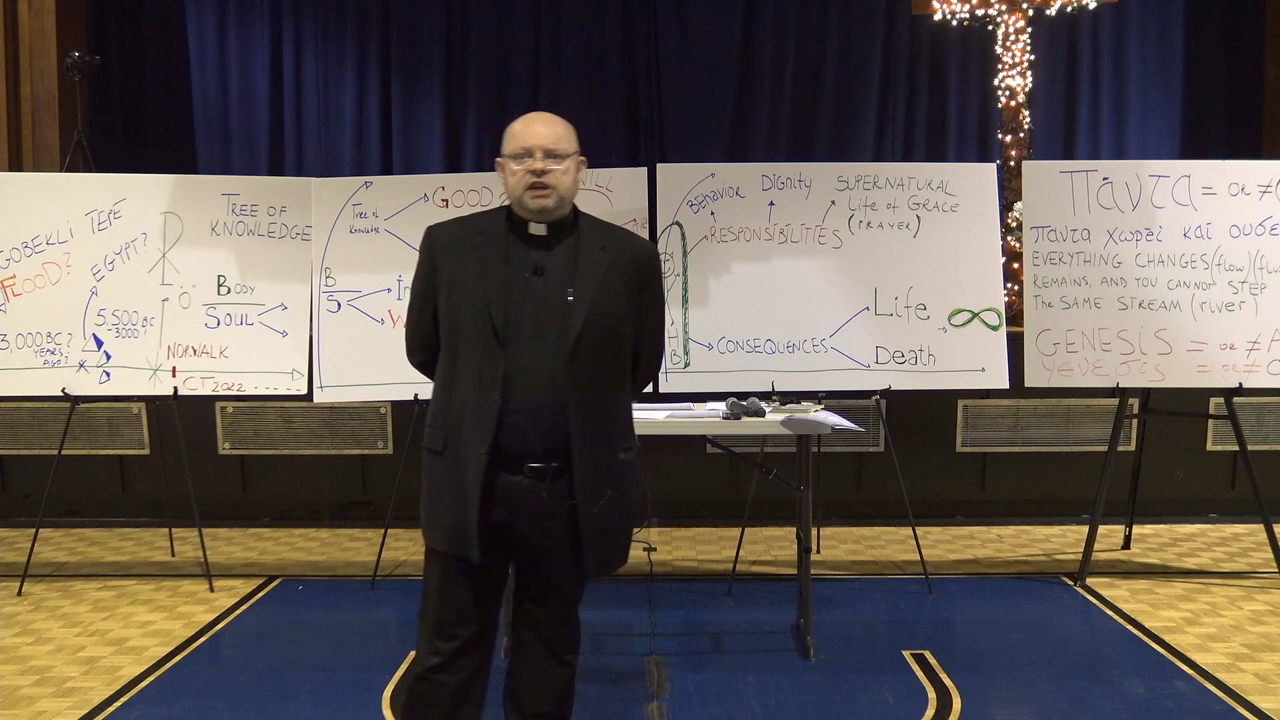 GOBEKLI TEPE
FLOOD?
EGYPT?
TREE OF
KNOWLEDGE
BODY
SOUL
5,500 BC
-3000
3,000 BC?
YEARS
AGO?
NORWALK
CT 2022 ......
Tree of
Knowledge
GOOD
ILL
B
S
Behavior
Dignity
SUPERNATURAL
Life of GRACE
(PRAYER)
RESPONSIBILITIES
H
B
CONSEQUENCES
Life
∞
Death
Πάντα = or ≠
πάντα χωρεῖ καὶ οὐδε
EVERYTHING CHANGES (flow)
REMAINS, AND YOU CANNOT STEP
The SAME STREAM (river)
GENESIS = or ≠
γένεσις = or ≠